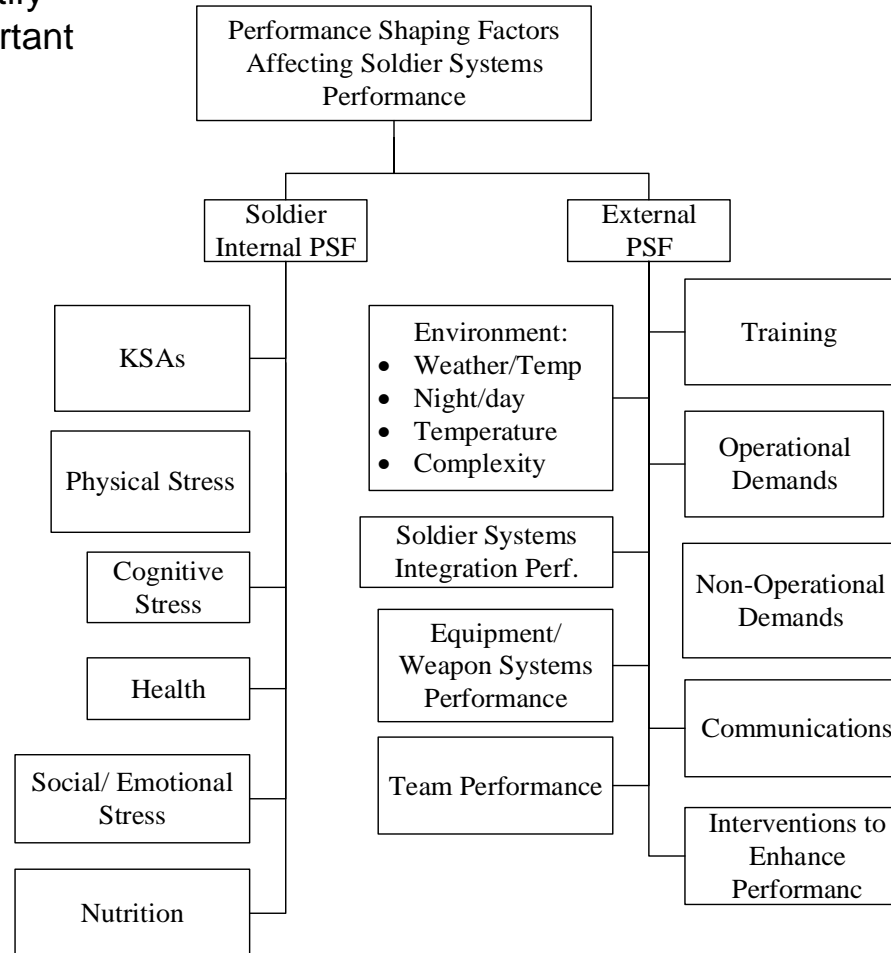 rtant
Performance Shaping Factors
Affecting Soldier Systems
Performance
Soldier
Internal PSF
External
PSF
KSAs
Physical Stress
Cognitive
Stress
Health
Social/ Emotional
Stress
Nutrition
Environment:
• Weather/Temp
• Night/day
• Temperature
• Complexity
Soldier Systems
Integration Perf.
Equipment/
Weapon Systems
Performance
Team Performance
Training
Operational
Demands
Non-Operational
Demands
Communications
Interventions to
Enhance
Performanc